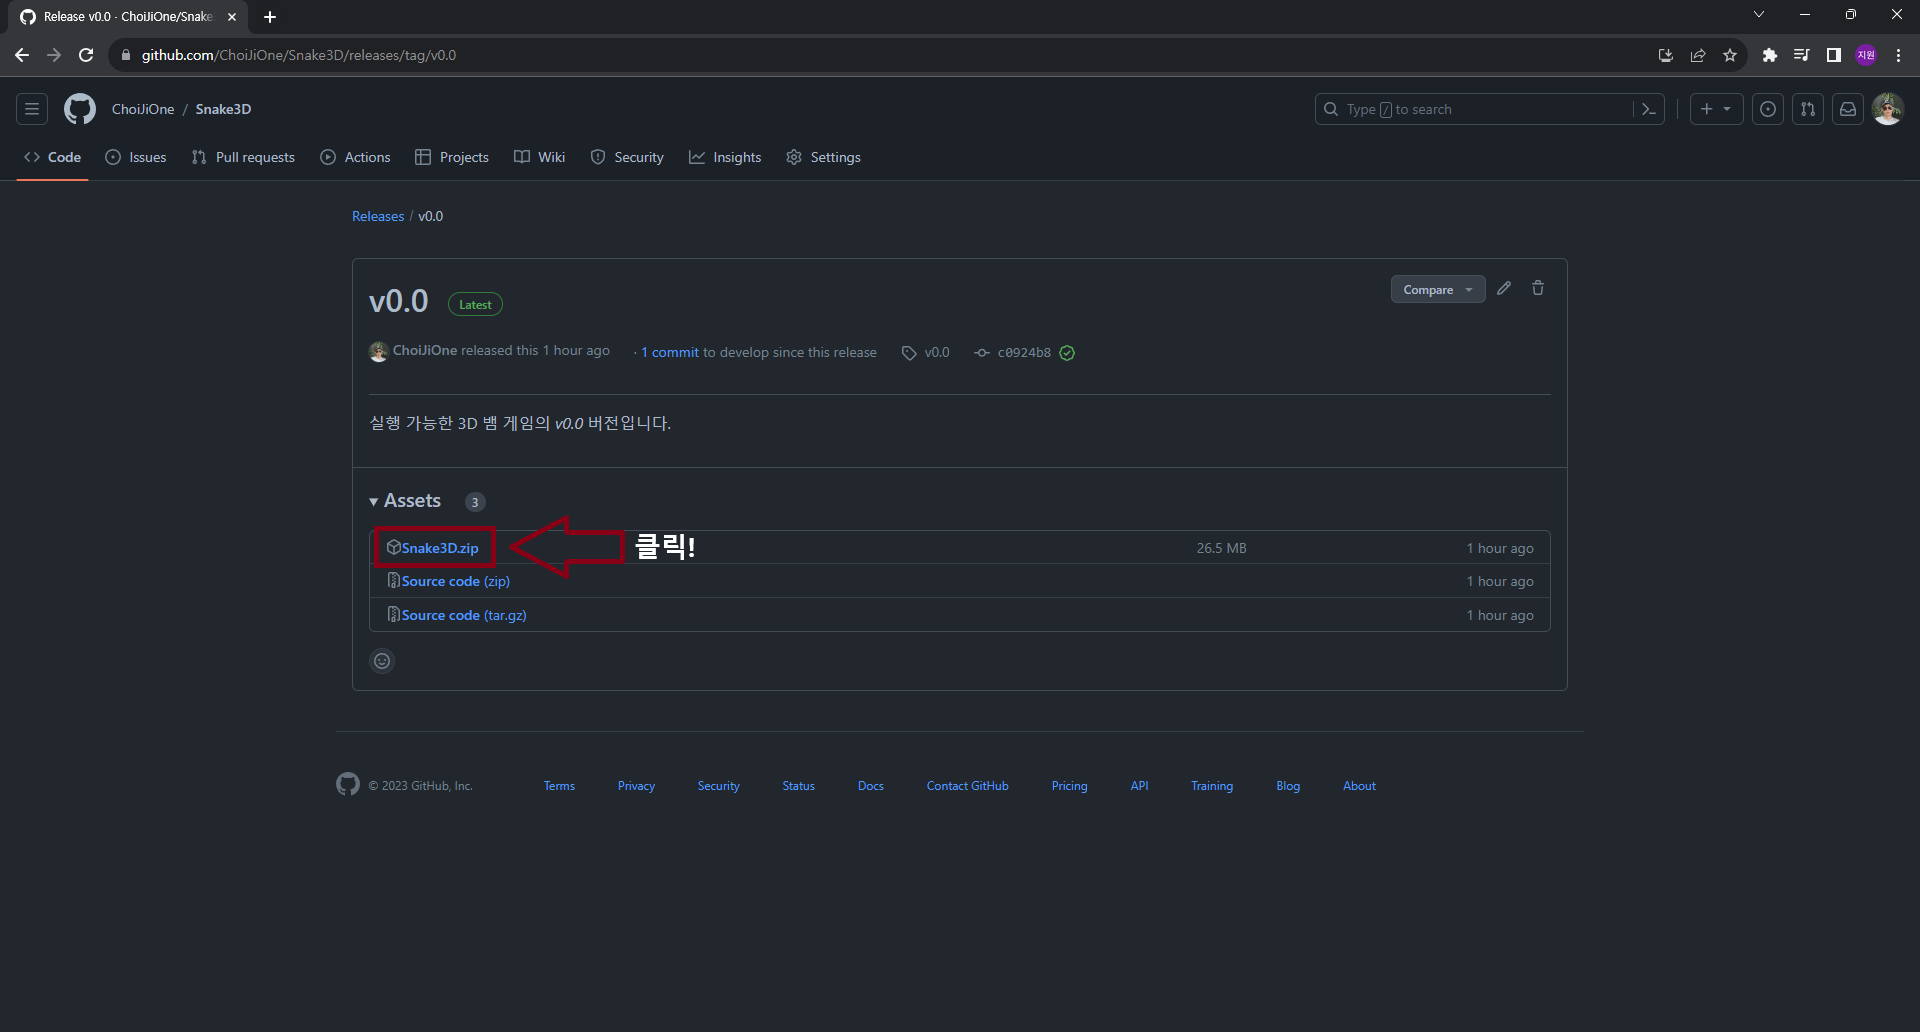 Release v0.0 · ChoiJiOne/Snake
github.com/ChoiJiOne/Snake3D/releases/tag/v0.0
지원
ChoiJiOne / Snake3D
Type / to search
Code Issues Pull requests Actions Projects Wiki Security Insights Settings
Releases / v0.0
v0.0 Latest
Compare
ChoiJiOne released this 1 hour ago · 1 commit to develop since this release v0.0 c0924b8
실행 가능한 3D 뱀 게임의 v0.0 버전입니다.
Assets 3
Snake3D.zip 클릭! 26.5 MB 1 hour ago
Source code (zip) 1 hour ago
Source code (tar.gz) 1 hour ago
© 2023 GitHub, Inc. Terms Privacy Security Status Docs Contact GitHub Pricing API Training Blog About